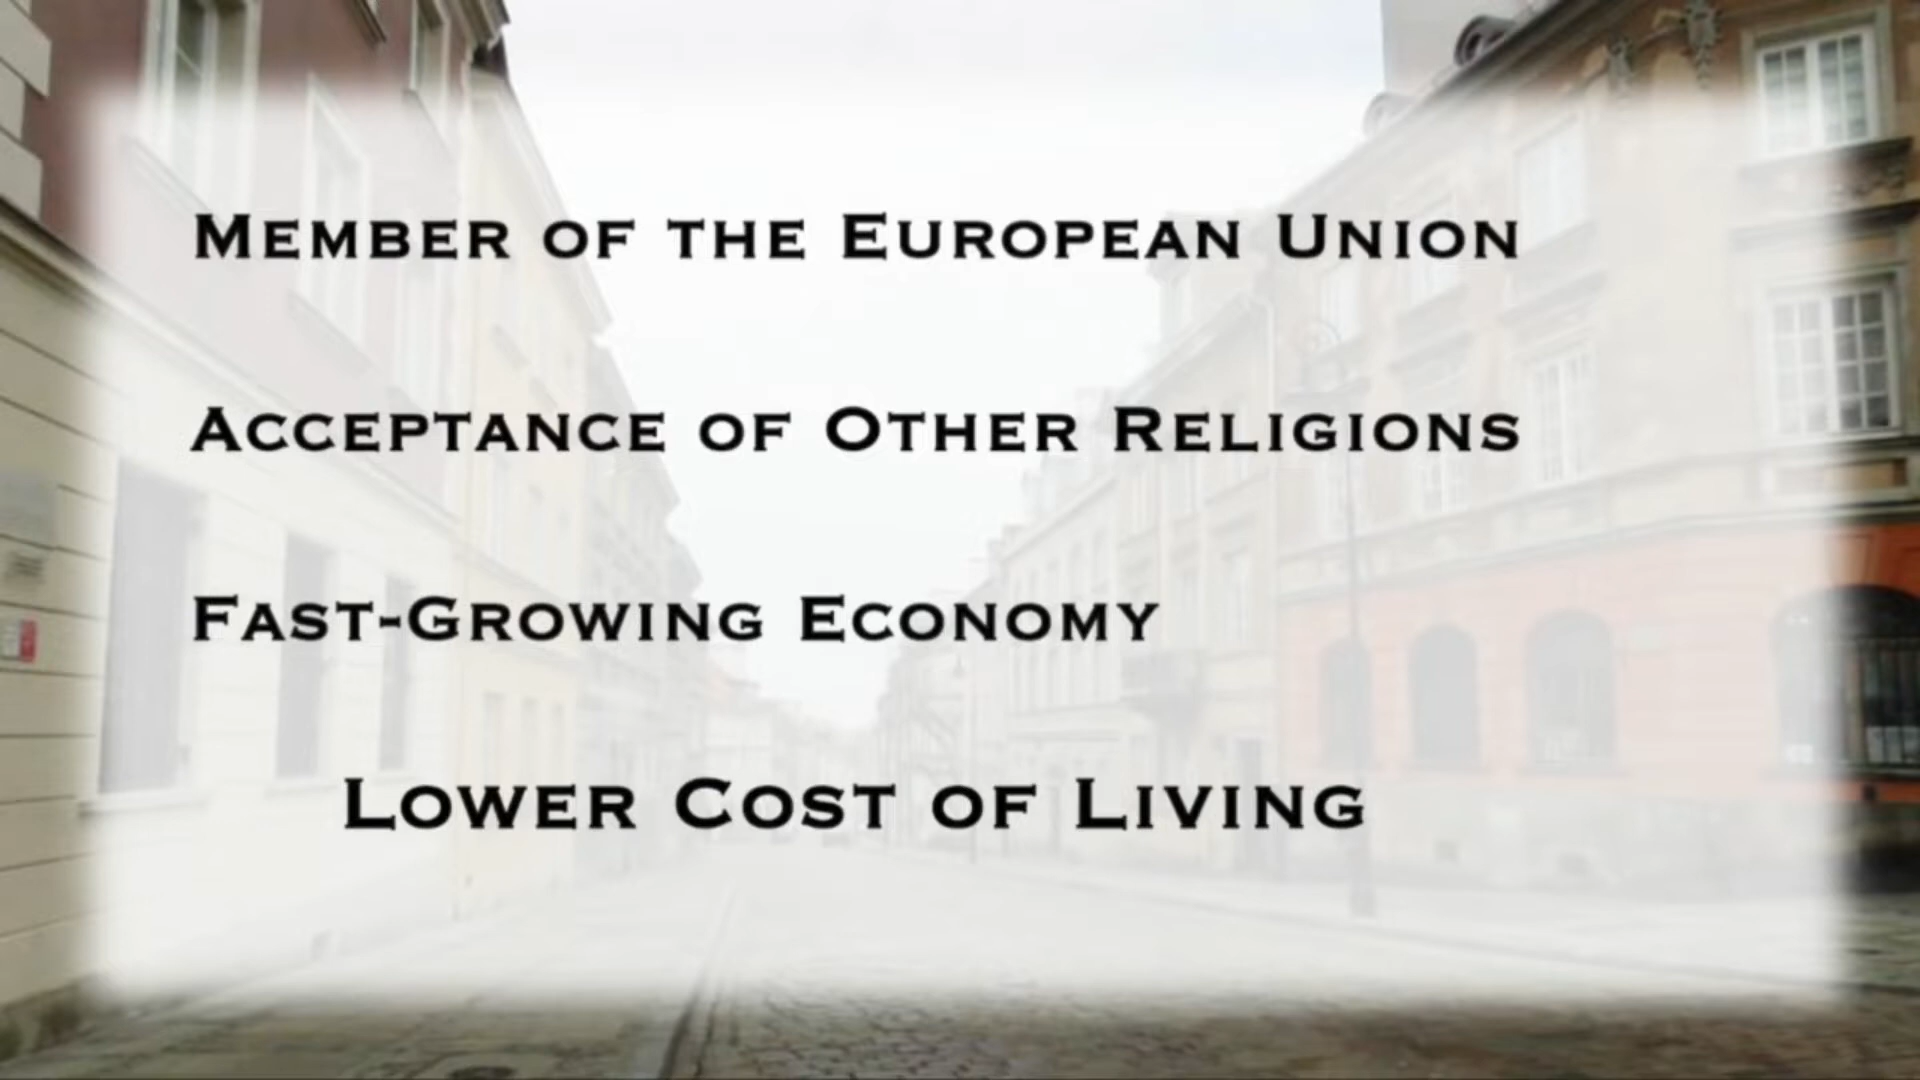 Member of the European Union
Acceptance of Other Religions
Fast-Growing Economy
Lower Cost of Living